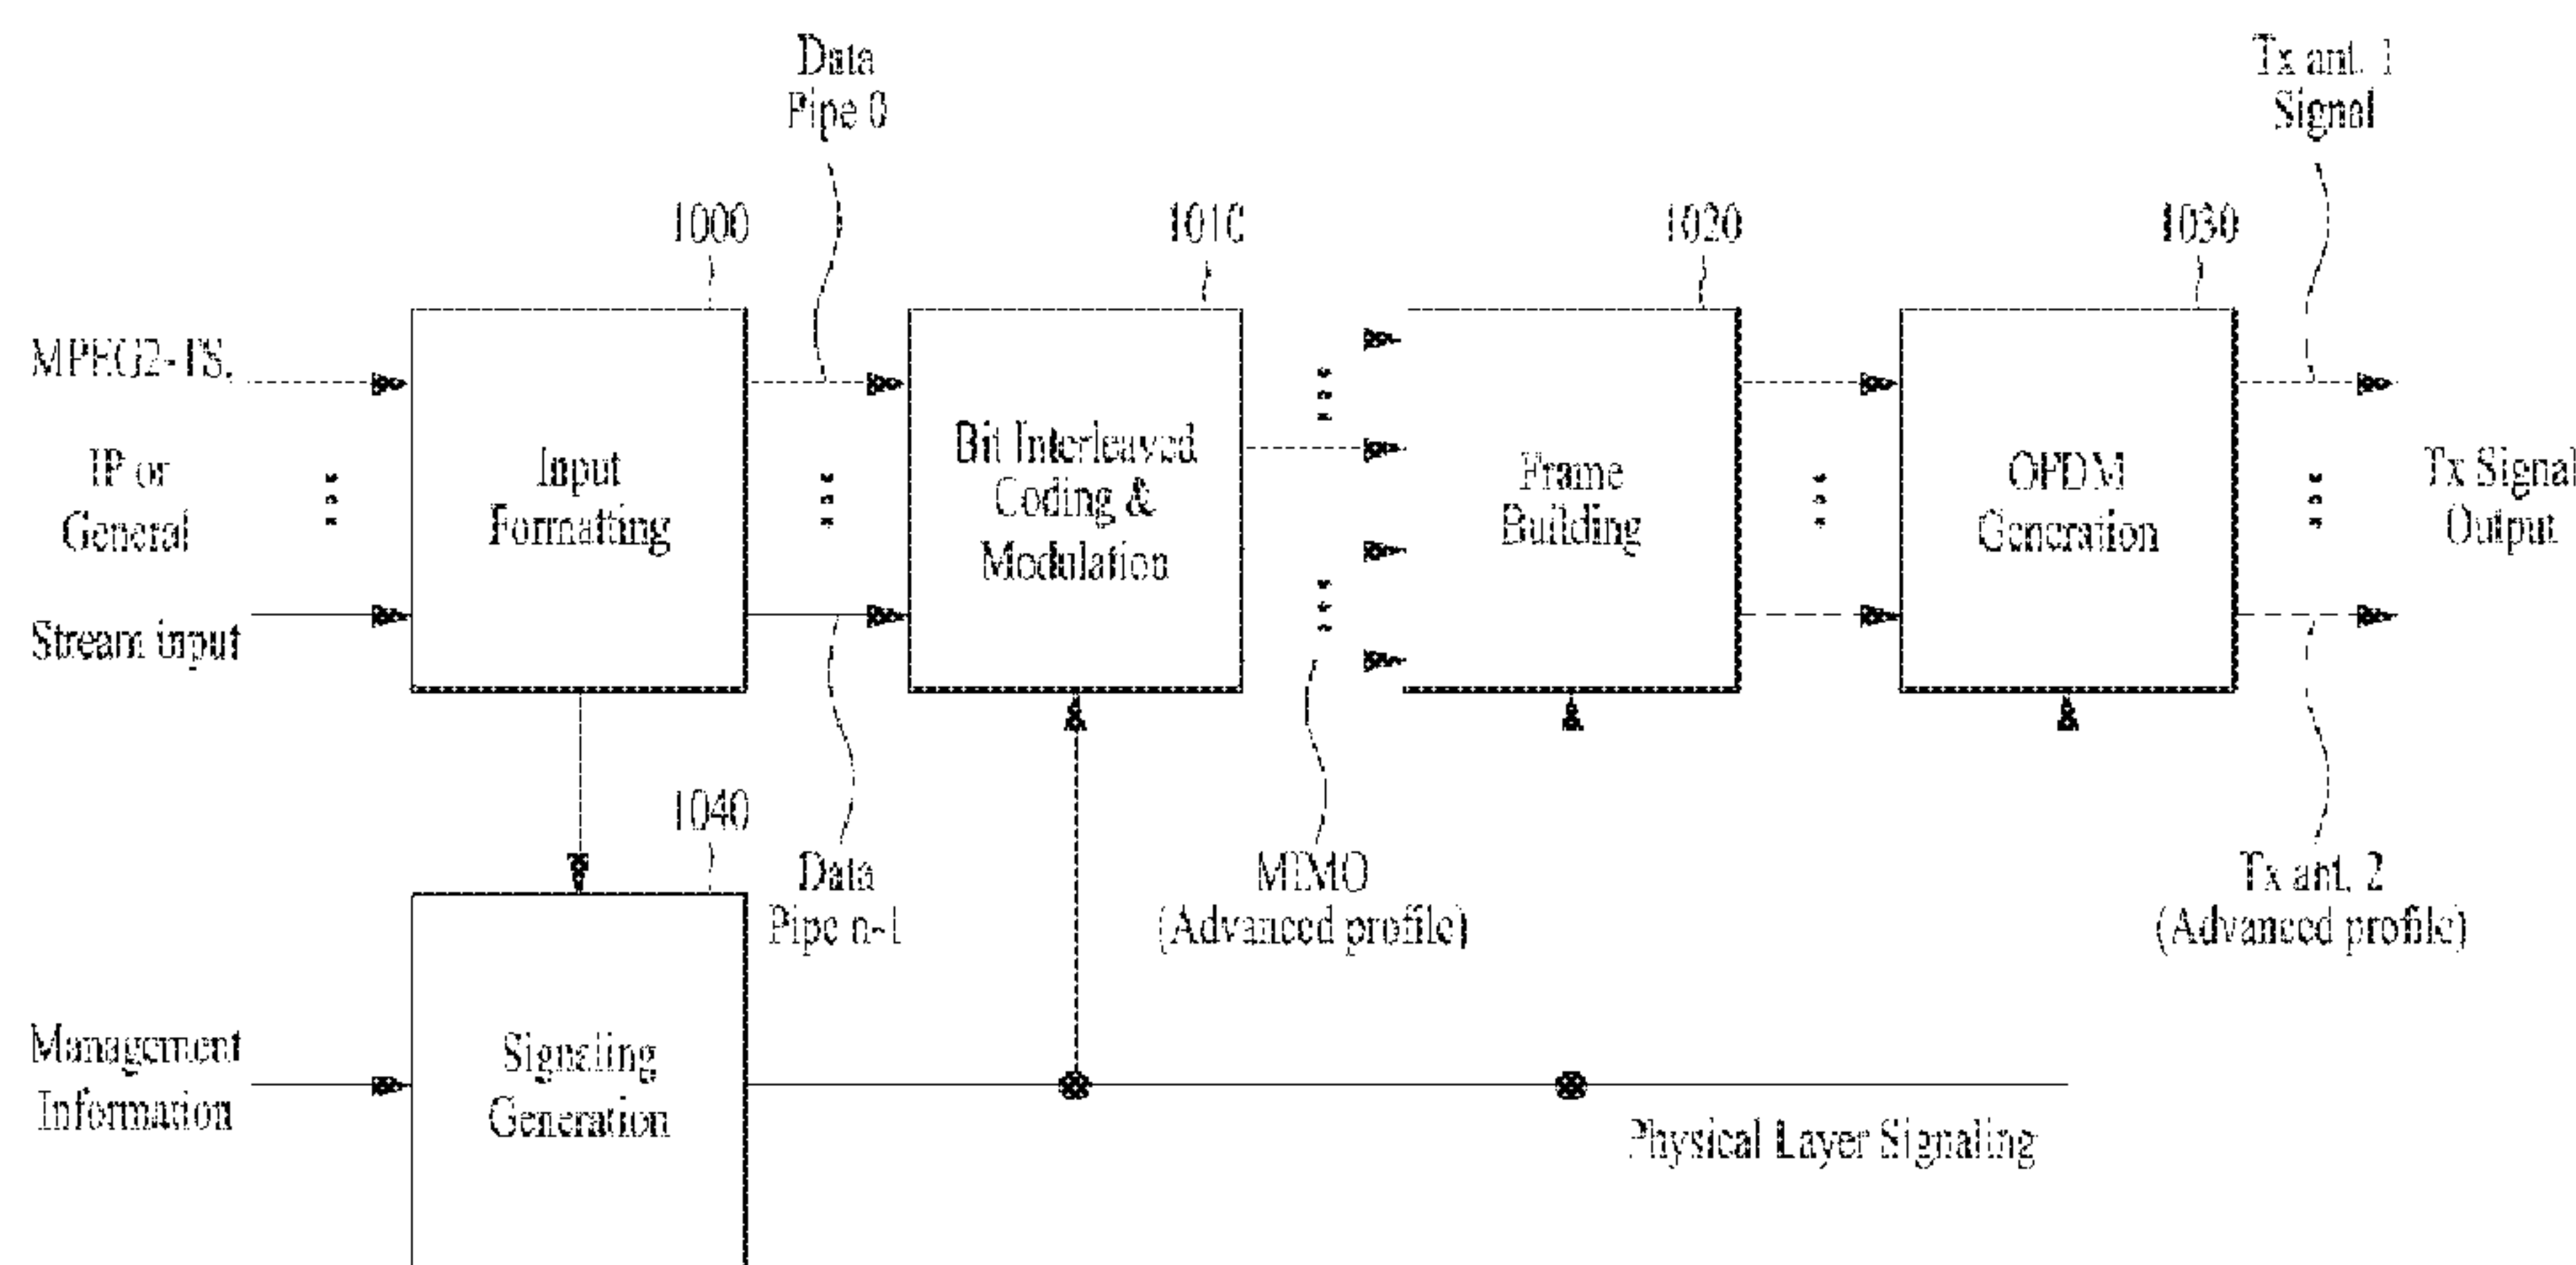 Data
Pipe 0
Tx ant. 1
Signal
1000
1010
1020
1030
MPEG2-TS,
IP or
General
Stream input
Input
Formatting
Bit Interleaved
Coding &
Modulation
Frame
Building
OFDM
Generation
Tx Signal
Output
1040
Data
Pipe n-1
MIMO
(Advanced profile)
Tx ant. 2
(Advanced profile)
Management
Information
Signaling
Generation
Physical Layer Signaling